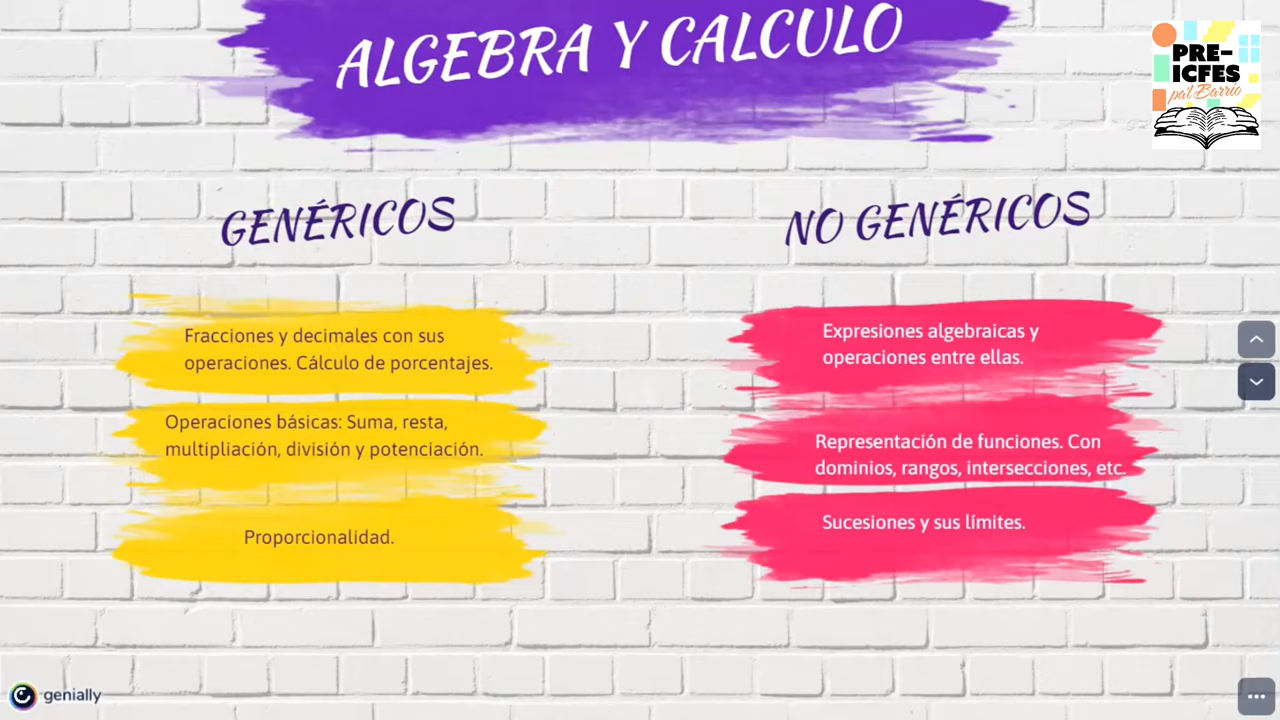 ALGEBRA Y CALCULO
PRE-
ICFES
pal Barrio
GENÉRICOS
Fracciones y decimales con sus
operaciones. Cálculo de porcentajes.
Operaciones básicas: Suma, resta,
multipliación, división y potenciación.
Proporcionalidad.
NO GENÉRICOS
Expresiones algebraicas y
operaciones entre ellas.
Representación de funciones. Con
dominios, rangos, intersecciones, etc.
Sucesiones y sus límites.
genially